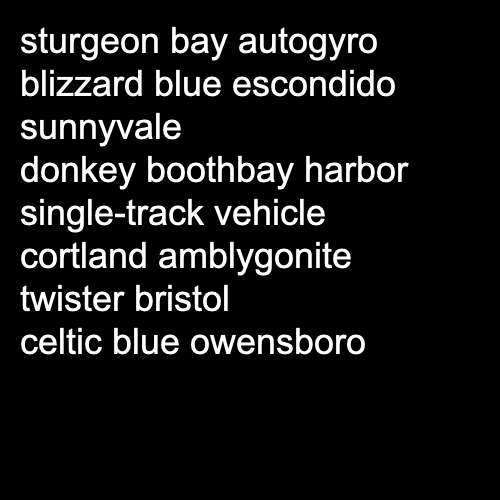 sturgeon bay autogyro
blizzard blue escondido
sunnyvale
donkey boothbay harbor
single-track vehicle
cortland amblygonite
twister bristol
celtic blue owensboro